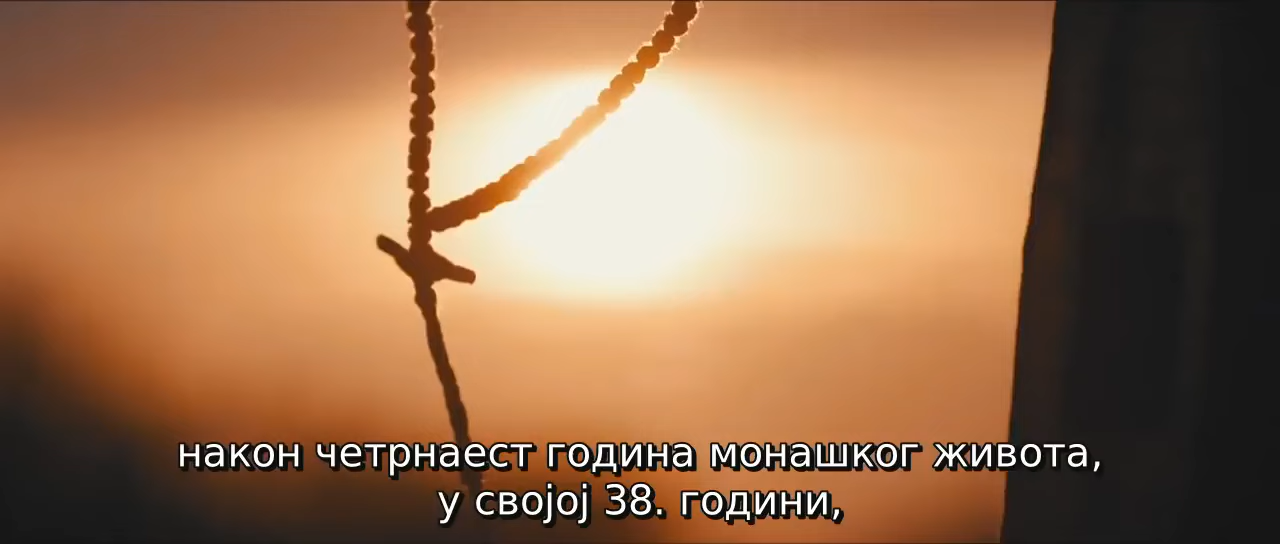 након четрнаест година монашког живота,
у својој 38. години,